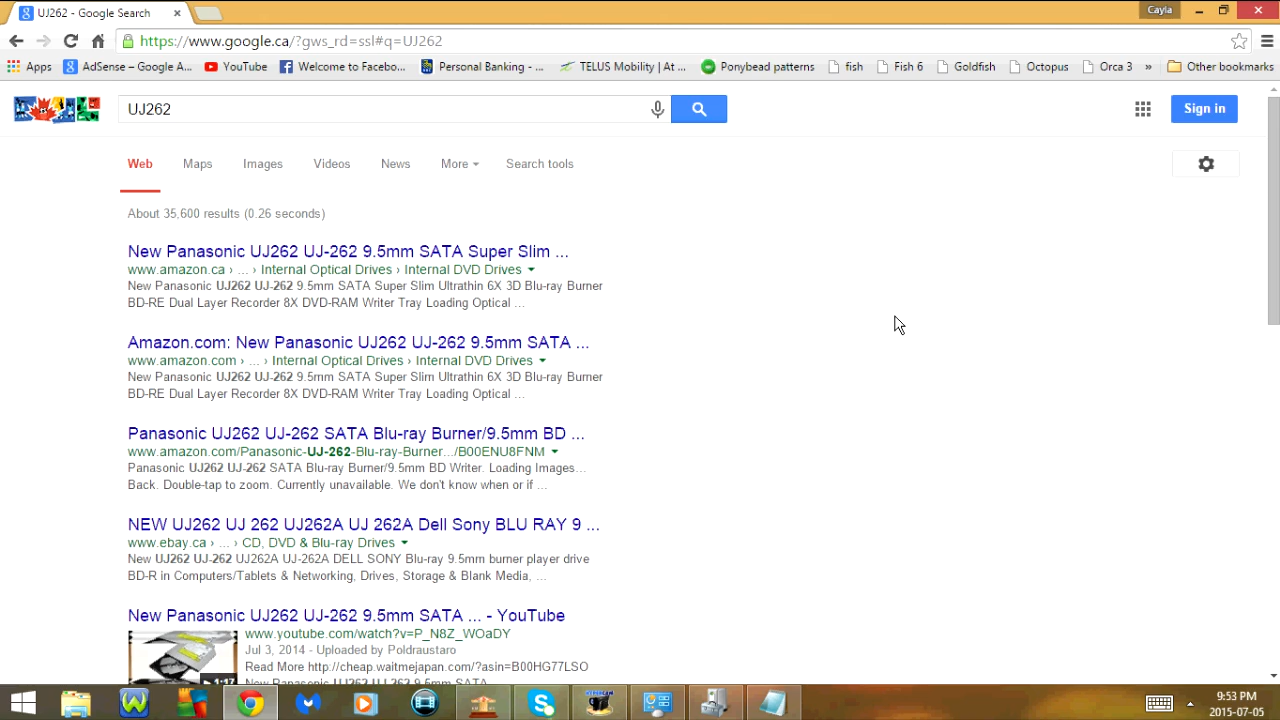 UJ262 - Google Search
Cayla
https://www.google.ca/?gws_rd=ssl#q=UJ262
Apps
AdSense – Google A...
YouTube
Welcome to Facebo...
Personal Banking - ...
TELUS Mobility | At ...
Ponybead patterns
fish
Fish 6
Goldfish
Octopus
Orca 3
»
Other bookmarks
UJ262
Sign in
Web Maps Images Videos News More Search tools
About 35,600 results (0.26 seconds)
New Panasonic UJ262 UJ-262 9.5mm SATA Super Slim ...
www.amazon.ca › ... › Internal Optical Drives › Internal DVD Drives
New Panasonic UJ262 UJ-262 9.5mm SATA Super Slim Ultrathin 6X 3D Blu-ray Burner
BD-RE Dual Layer Recorder 8X DVD-RAM Writer Tray Loading Optical ...
Amazon.com: New Panasonic UJ262 UJ-262 9.5mm SATA ...
www.amazon.com › ... › Internal Optical Drives › Internal DVD Drives
New Panasonic UJ262 UJ-262 9.5mm SATA Super Slim Ultrathin 6X 3D Blu-ray Burner
BD-RE Dual Layer Recorder 8X DVD-RAM Writer Tray Loading Optical ...
Panasonic UJ262 UJ-262 SATA Blu-ray Burner/9.5mm BD ...
www.amazon.com/Panasonic-UJ-262-Blu-ray-Burner.../B00ENU8FNM
Panasonic UJ262 UJ-262 SATA Blu-ray Burner/9.5mm BD Writer. Loading Images...
Back. Double-tap to zoom. Currently unavailable. We don't know when or if ...
NEW UJ262 UJ 262 UJ262A UJ 262A Dell Sony BLU RAY 9 ...
www.ebay.ca › ... › CD, DVD & Blu-ray Drives
New UJ262 UJ-262 UJ262A UJ-262A DELL SONY Blu-ray 9.5mm burner player drive
BD-R in Computers/Tablets & Networking, Drives, Storage & Blank Media, ...
New Panasonic UJ262 UJ-262 9.5mm SATA ... - YouTube
www.youtube.com/watch?v=P_N8Z_WOaDY
Jul 3, 2014 - Uploaded by Poldraustaro
Read More http://cheap.waitmejapan.com/?asin=B00HG77LSO
New Panasonic UJ262 UJ-262 9.5mm SATA
1:17
9:53 PM
2015-07-05